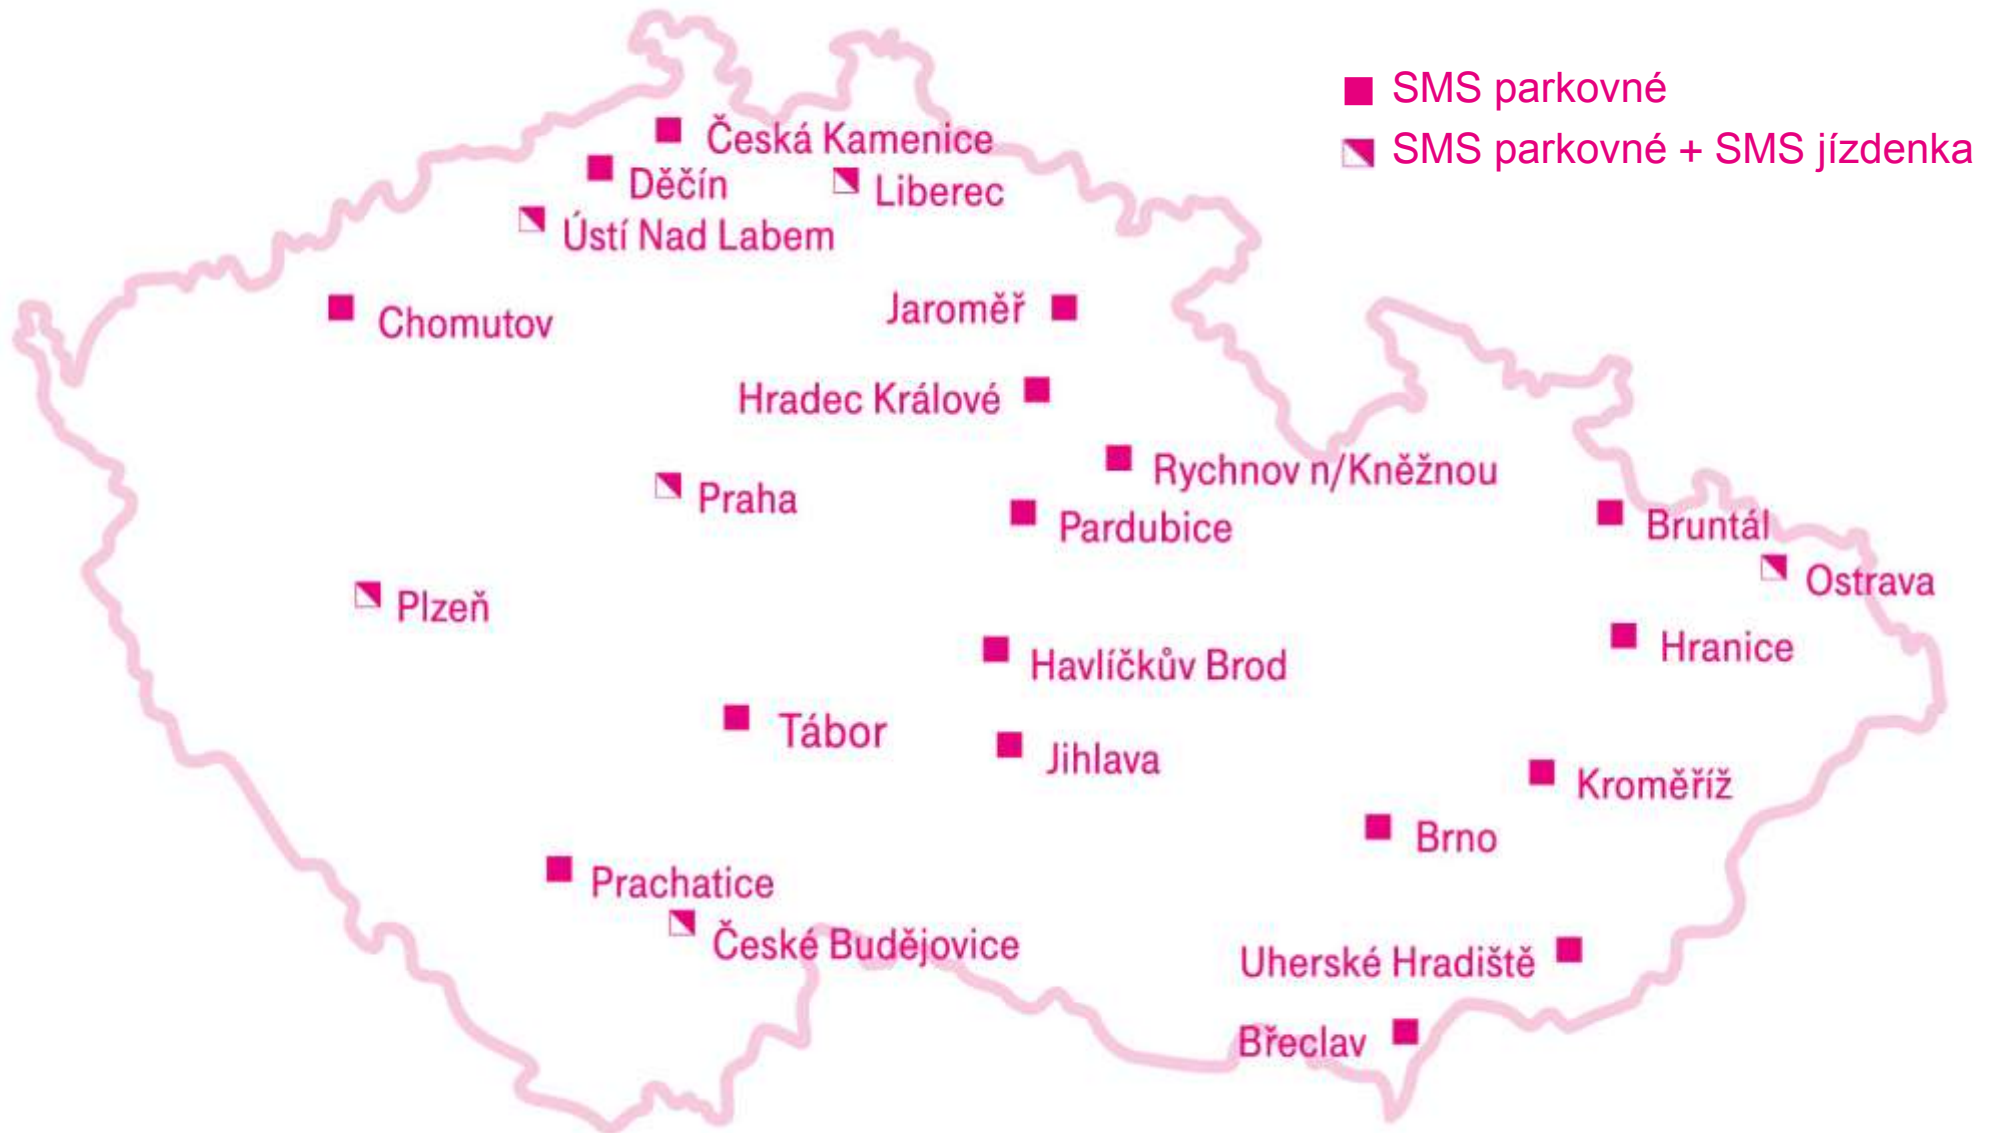 SMS parkovné
SMS parkovné + SMS jízdenka
Česká Kamenice
Děčín
Liberec
Ústí Nad Labem
Chomutov
Jaroměř
Hradec Králové
Rychnov n/Kněžnou
Praha
Pardubice
Bruntál
Ostrava
Plzeň
Hranice
Havlíčkův Brod
Tábor
Jihlava
Kroměříž
Brno
Prachatice
České Budějovice
Uherské Hradiště
Břeclav